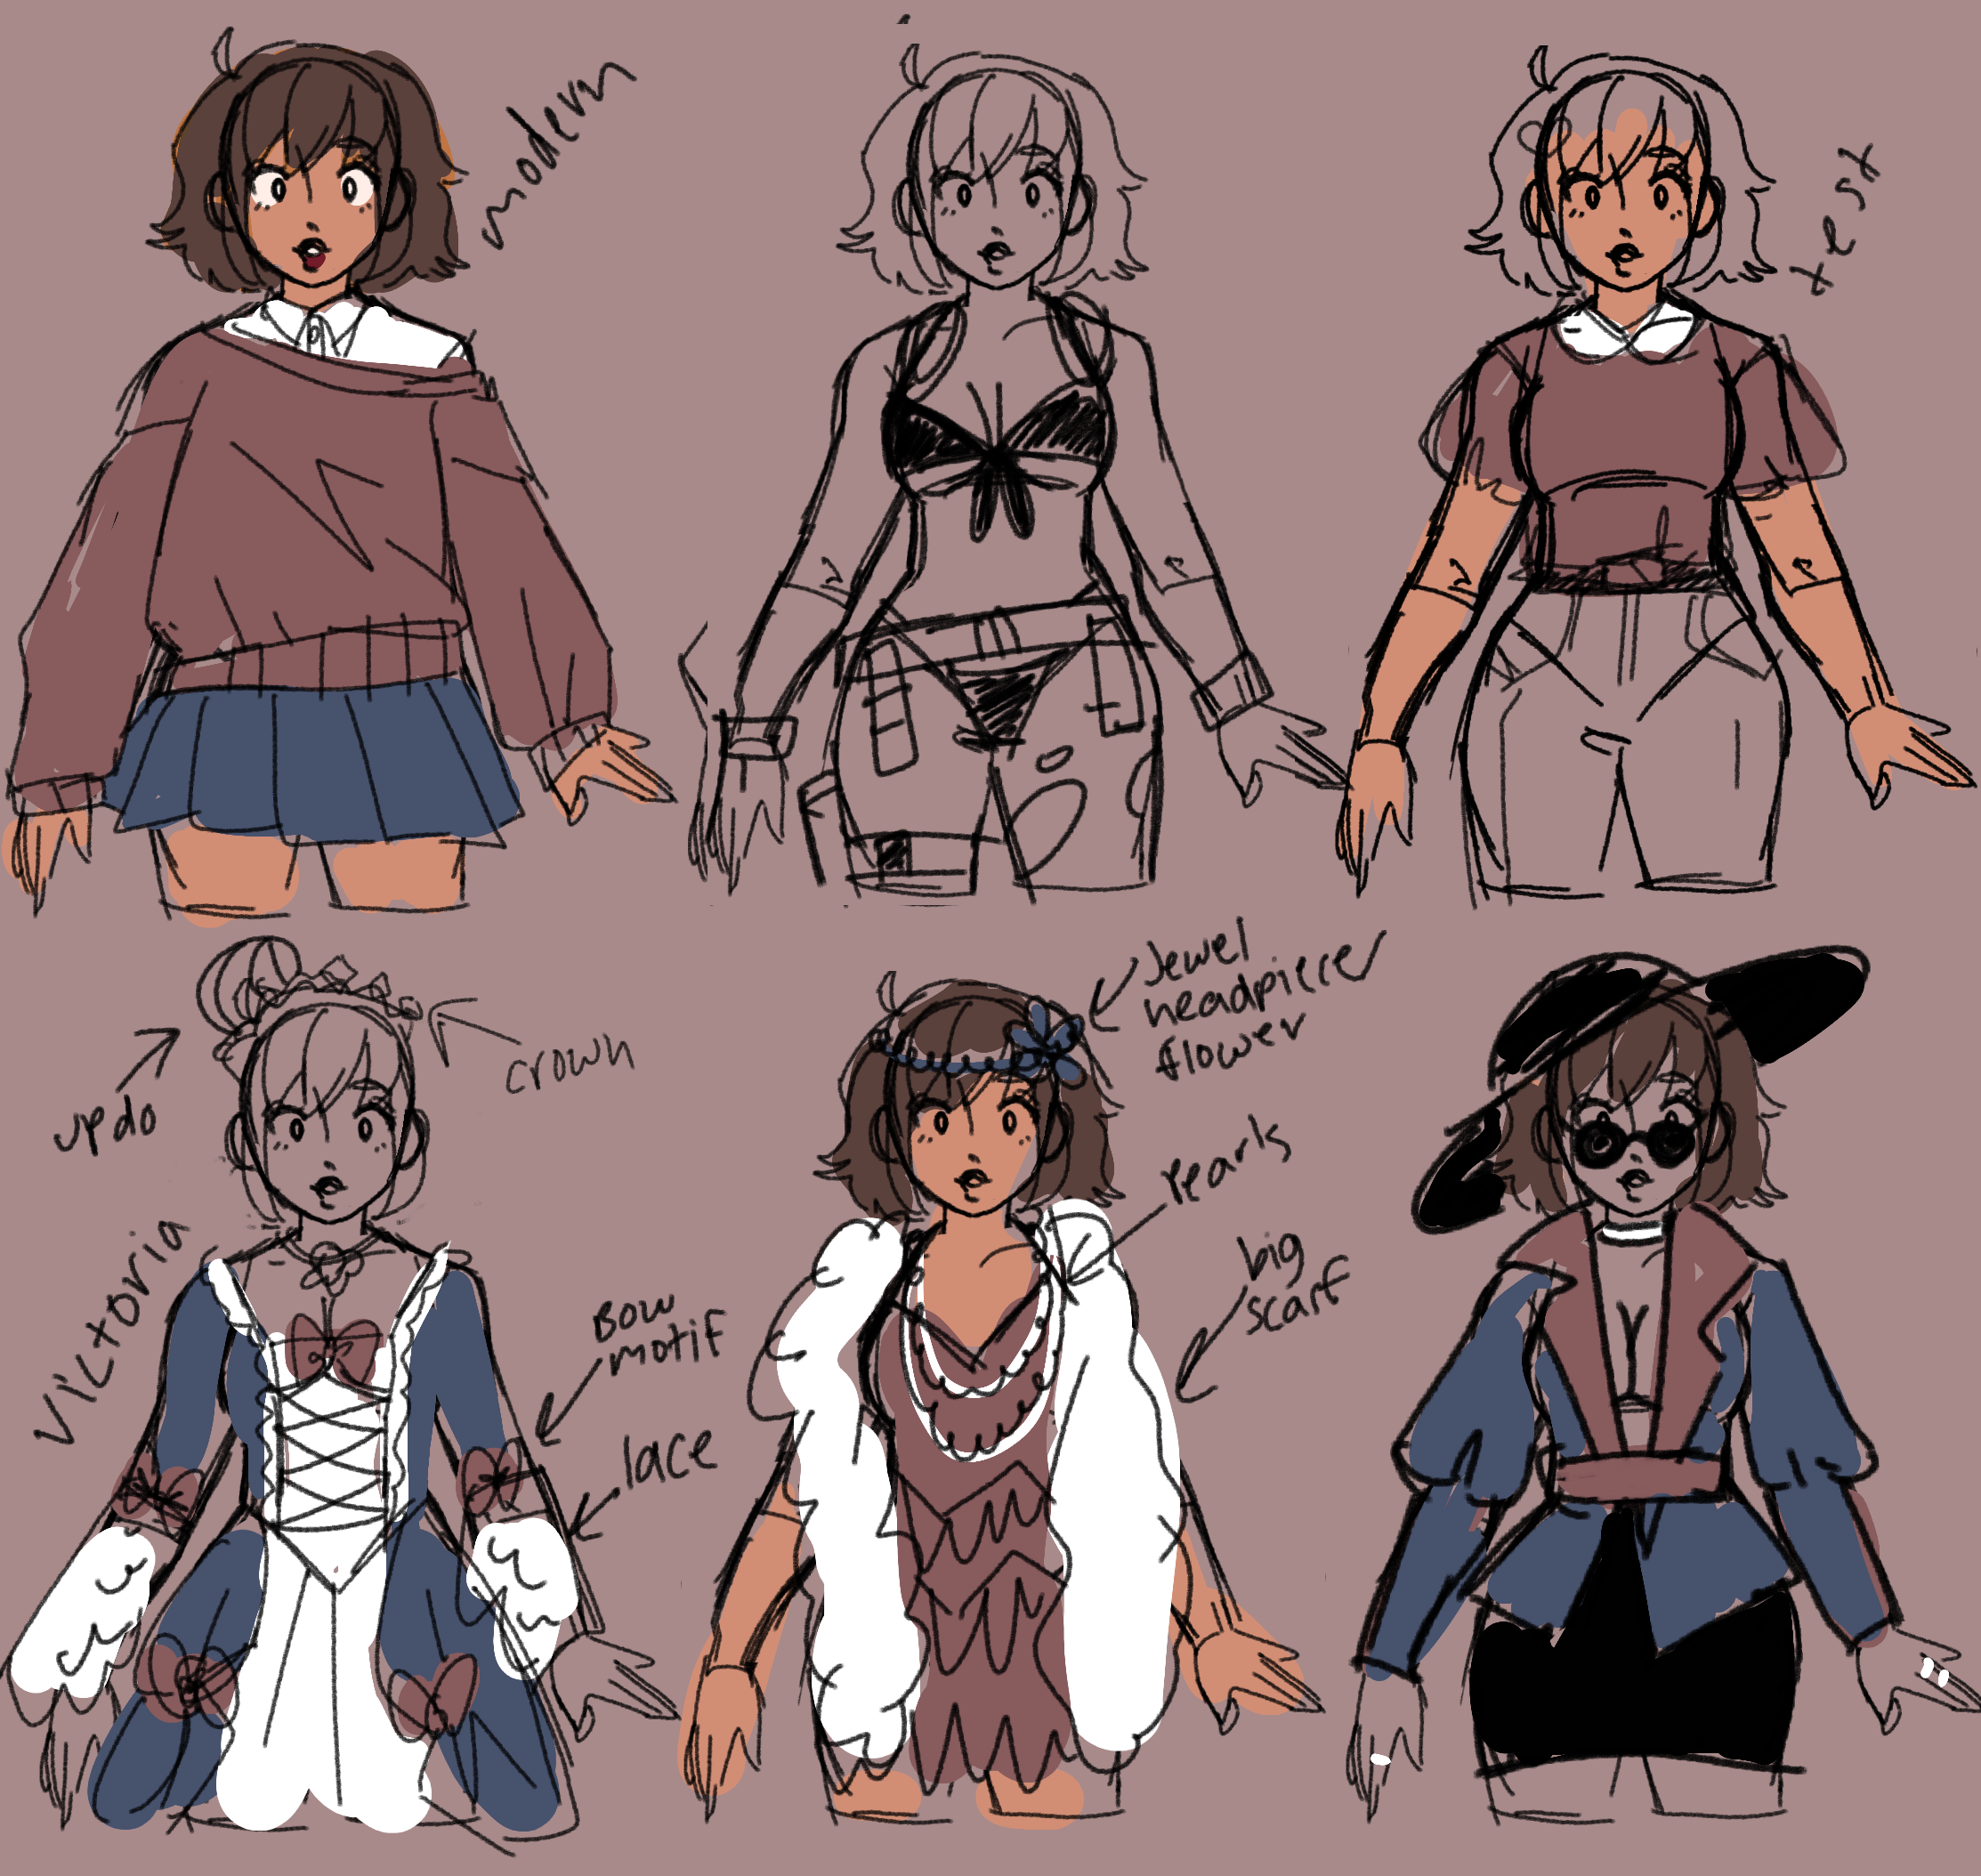 modern
test
Jewel
headpiece
flower
crown
updo
Pearls
Victoria
big
scarf
Bow
motif
lace